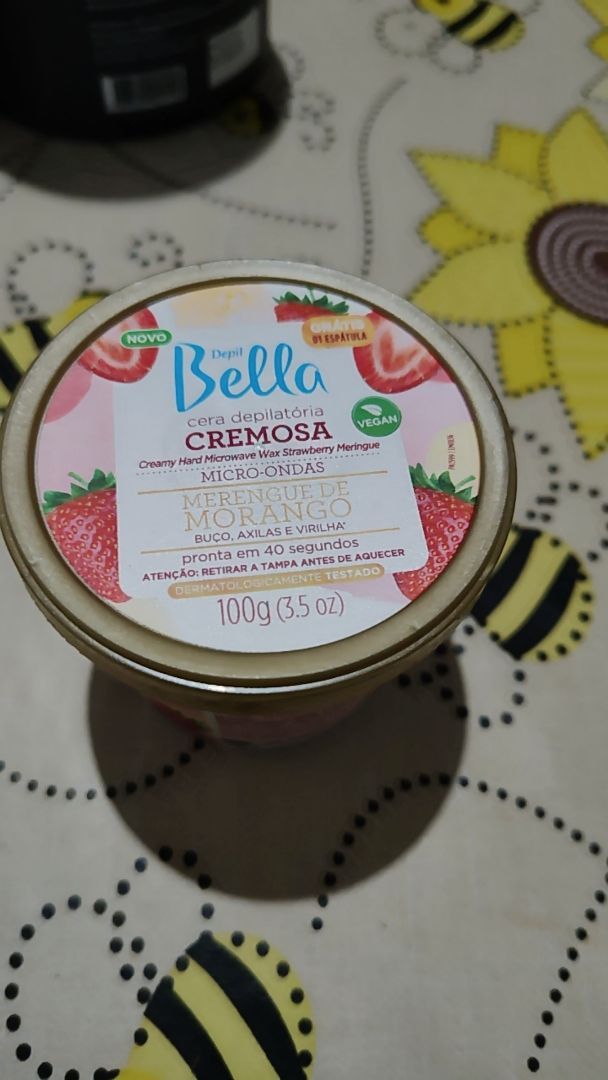 NOVO
GRÁTIS
01 ESPÁTULA
Depil
Bella
cera depilatória
CREMOSA
VEGAN
Creamy Hard Microwave Wax Strawberry Meringue
MICRO-ONDAS
MERENGUE DE
MORANGO
BUÇO, AXILAS E VIRILHA*
pronta em 40 segundos
ATENÇÃO: RETIRAR A TAMPA ANTES DE AQUECER
DERMATOLOGICAMENTE TESTADO
100g (3.5 oz)